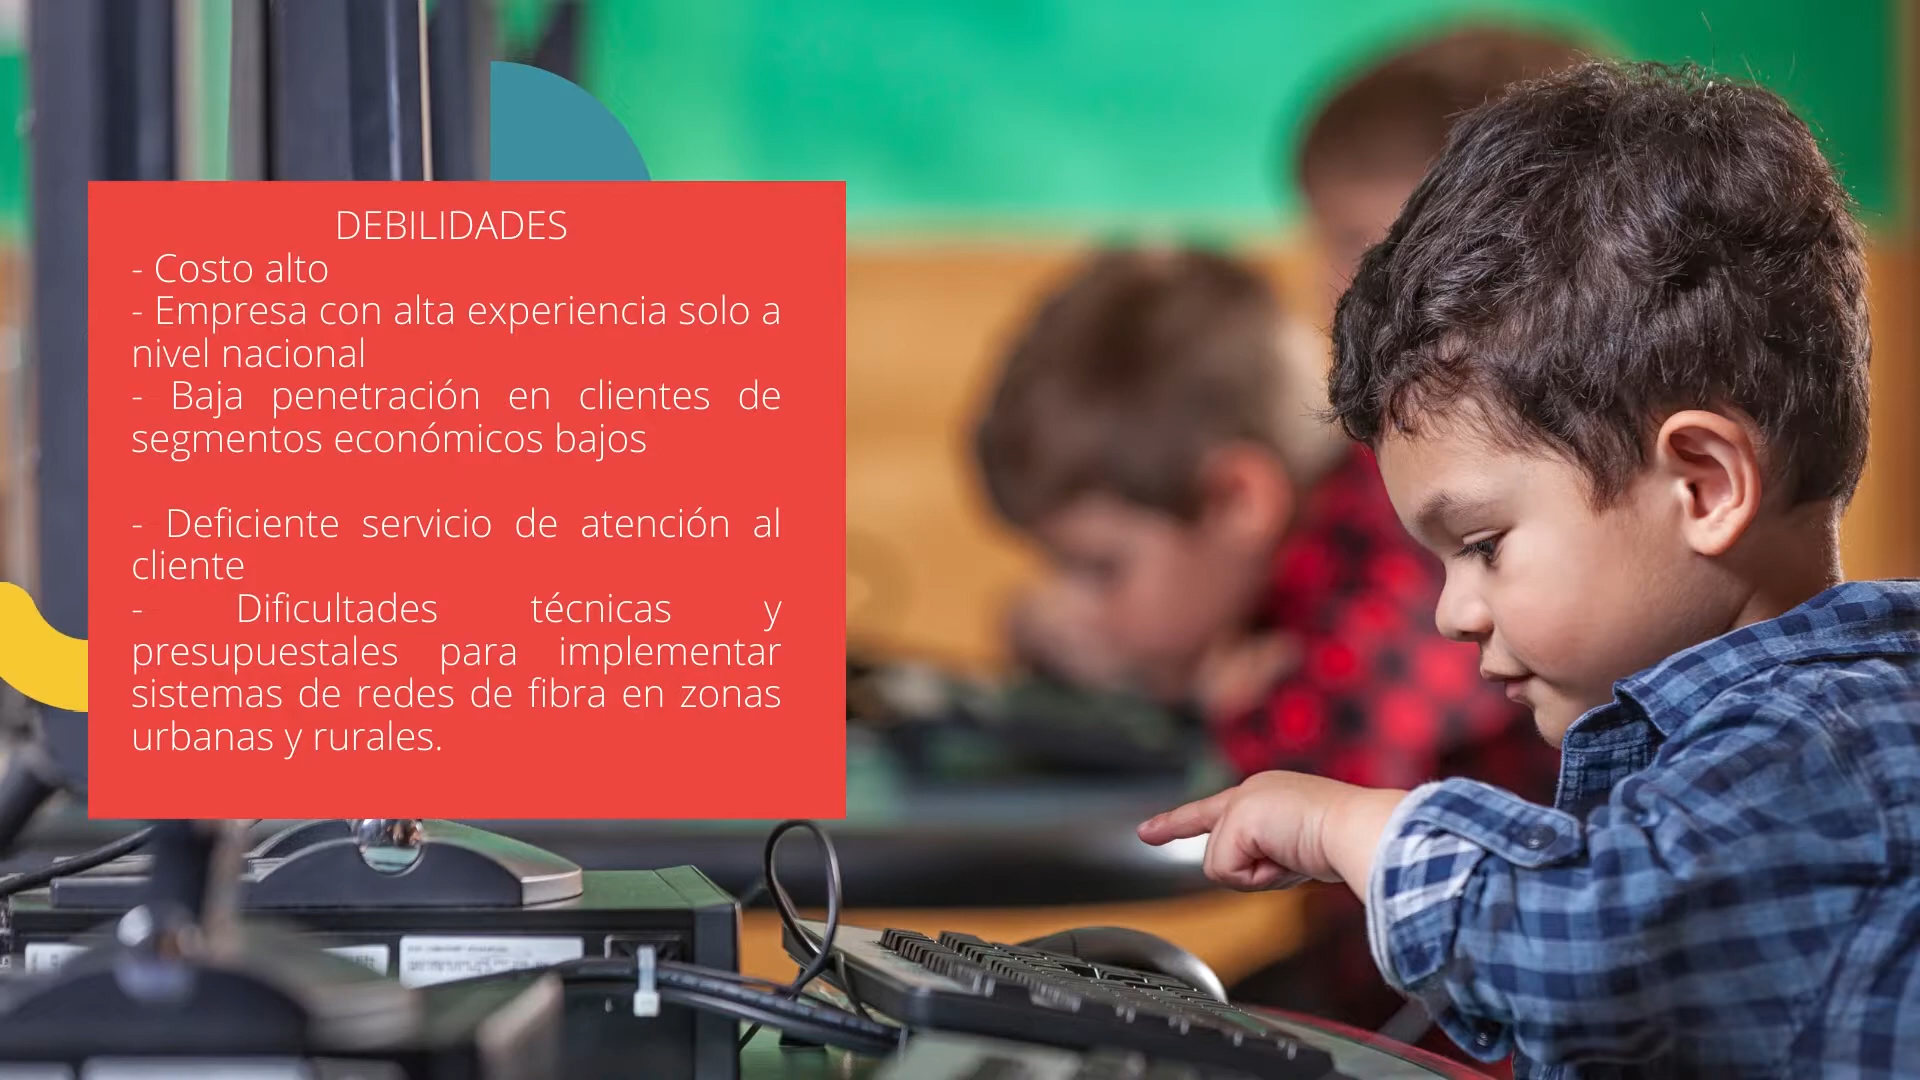 DEBILIDADES
- Costo alto
- Empresa con alta experiencia solo a
nivel nacional
- Baja penetración en clientes de
segmentos económicos bajos
- Deficiente servicio de atención al
cliente
- Dificultades técnicas y
presupuestales para implementar
sistemas de redes de fibra en zonas
urbanas y rurales.